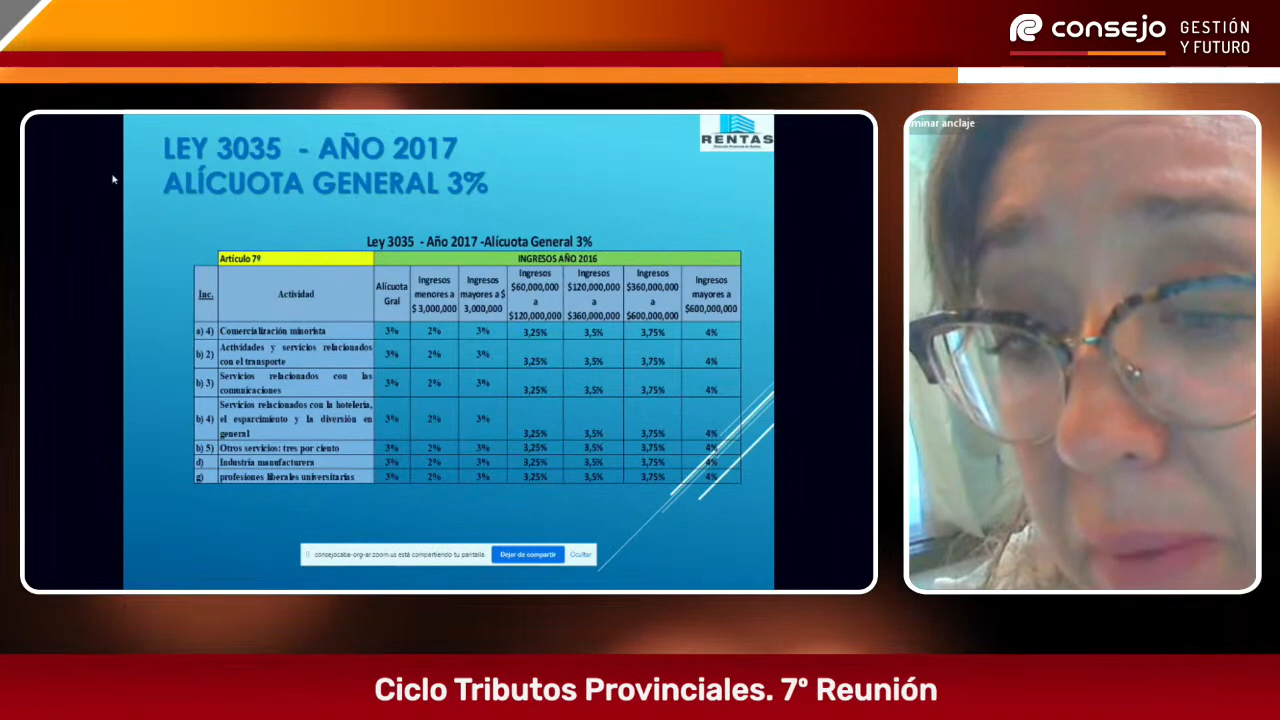 consejo
GESTIÓN
Y FUTURO
LEY 3035 - AÑO 2017
ALÍCUOTA GENERAL 3%
RENTAS
minar anclaje
Ley 3035 - Año 2017 -Alícuota General 3%
Artículo 7º INGRESOS AÑO 2016
Inc. Actividad Alícuota Gral Ingresos menores a $ 3,000,000 Ingresos mayores a $ 3,000,000 Ingresos $60,000,000 a $120,000,000 Ingresos $120,000,000 a $360,000,000 Ingresos $360,000,000 a $600,000,000 Ingresos mayores a $600,000,000
a) 4) Comercialización minorista 3% 2% 3% 3,25% 3,5% 3,75% 4%
b) 2) Actividades y servicios relacionados con el transporte 3% 2% 3% 3,25% 3,5% 3,75% 4%
b) 3) Servicios relacionados con las comunicaciones 3% 2% 3% 3,25% 3,5% 3,75% 4%
b) 4) Servicios relacionados con la hotelería, el esparcimiento y la diversión en general 3% 2% 3% 3,25% 3,5% 3,75% 4%
b) 5) Otros servicios: tres por ciento 3% 2% 3% 3,25% 3,5% 3,75% 4%
d) Industria manufacturera 3% 2% 3% 3,25% 3,5% 3,75% 4%
g) profesiones liberales universitarias 3% 2% 3% 3,25% 3,5% 3,75% 4%
consejocaba-org-ar.zoom.us está compartiendo tu pantalla. Dejar de compartir Ocultar
Ciclo Tributos Provinciales. 7º Reunión